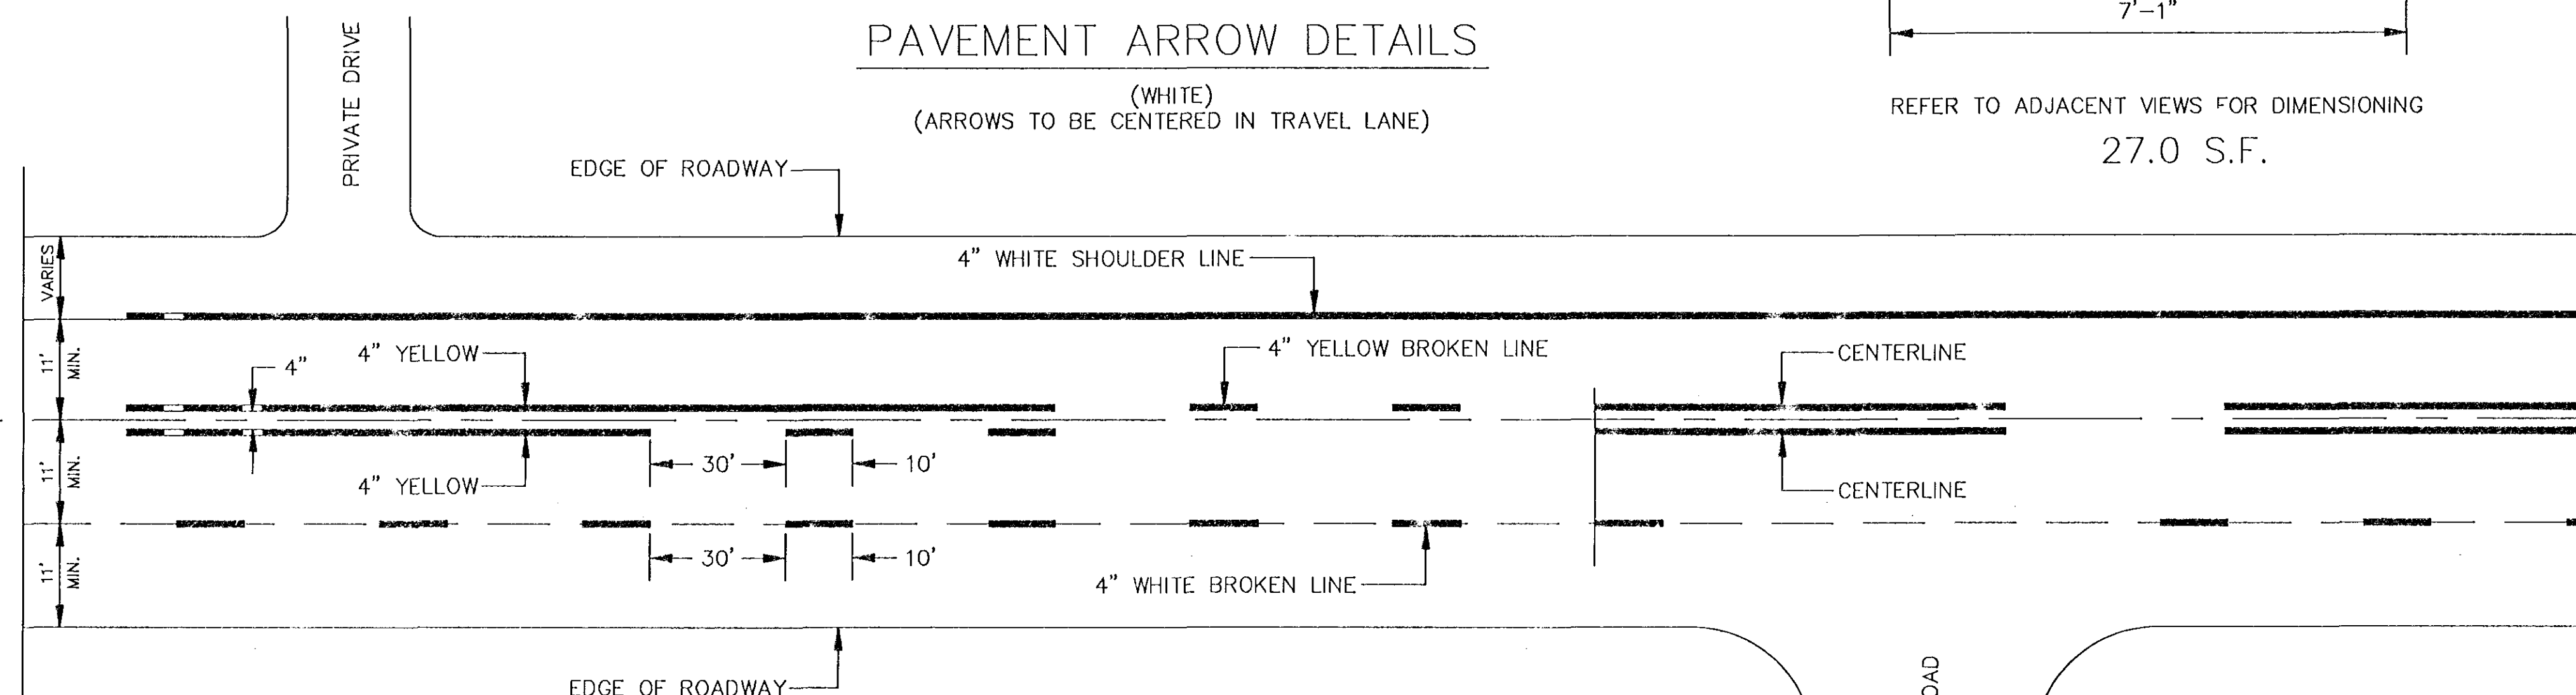 7'-1"
PAVEMENT ARROW DETAILS
(WHITE)
(ARROWS TO BE CENTERED IN TRAVEL LANE)
REFER TO ADJACENT VIEWS FOR DIMENSIONING
27.0 S.F.
PRIVATE DRIVE
EDGE OF ROADWAY
4" WHITE SHOULDER LINE
VARIES
11' MIN.
4"
4" YELLOW
4" YELLOW BROKEN LINE
CENTERLINE
11' MIN.
30'
10'
4" YELLOW
CENTERLINE
11' MIN.
30'
10'
4" WHITE BROKEN LINE
EDGE OF ROADWAY
OAD